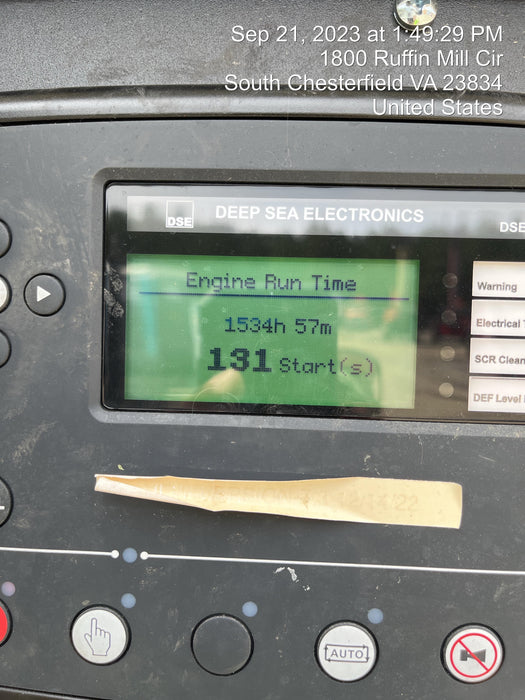 Sep 21, 2023 at 1:49:29 PM
1800 Ruffin Mill Cir
South Chesterfield VA 23834
United States
DSE DEEP SEA ELECTRONICS
DSE
Engine Run Time
1534h 57m
131 Start(s)
Warning
Electrical
SCR Clean
DEF Level
AUTO